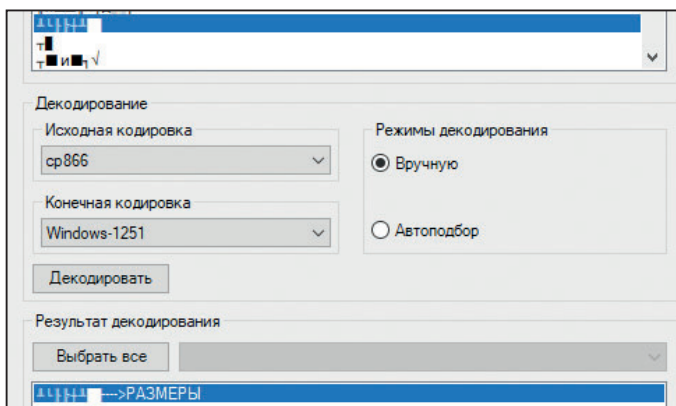 ┬█
┬■и■┐√
Декодирование
Исходная кодировка
Режимы декодирования
cp866
Вручную
Конечная кодировка
Windows-1251
Автоподбор
Декодировать
Результат декодирования
Выбрать все
--->РАЗМЕРЫ